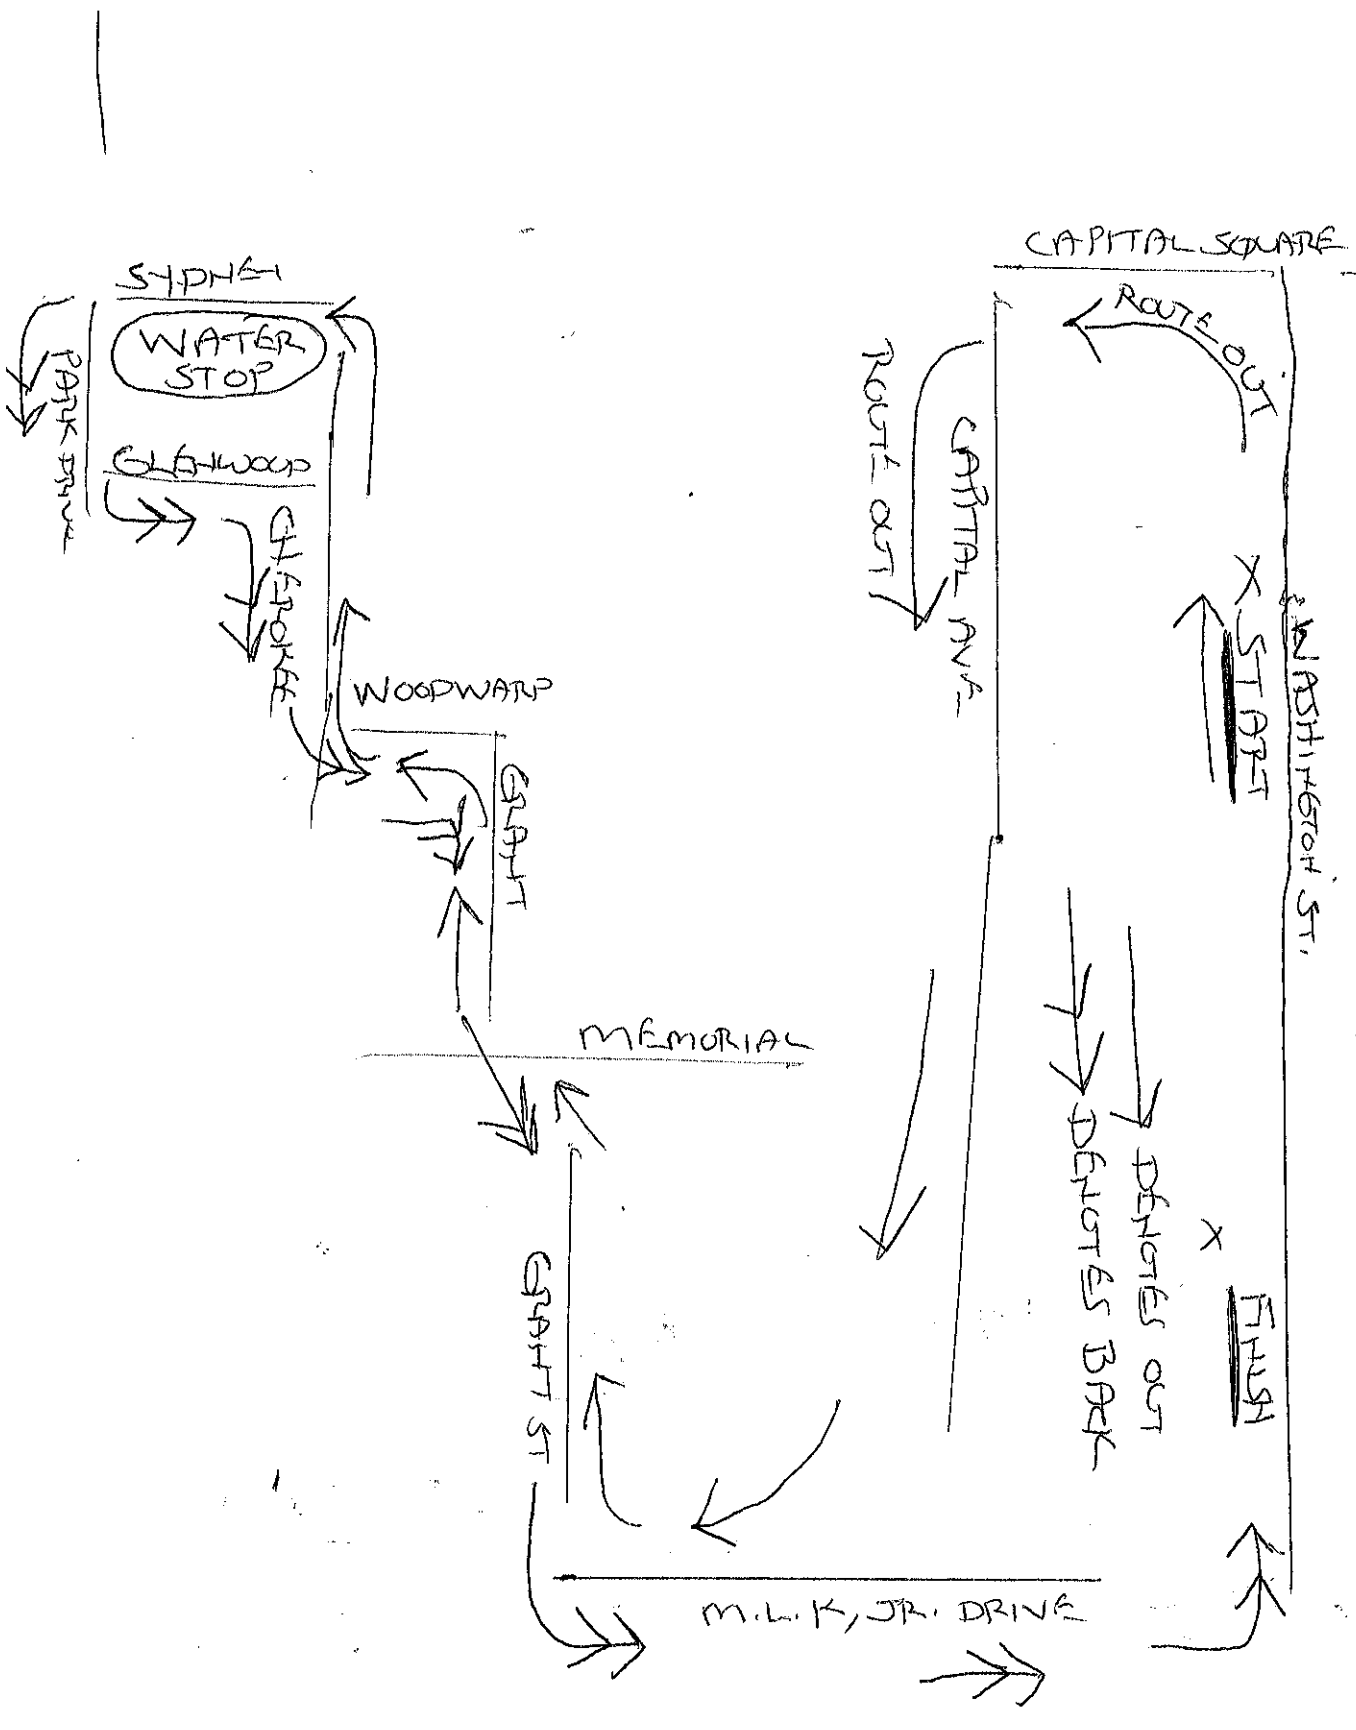 CAPITAL SQUARE
SYDNEY
ROUTE OUT
WATER
STOP
ROUTE OUT
PARK DRIVE
CAPITAL AVE
GLENWOOD
CHEROKEE
X START
WASHINGTON ST.
WOODWARD
GRANT
MEMORIAL
DENOTES BACK
DENOTES OUT
X FINISH
GRANT ST
M.L.K, JR. DRIVE